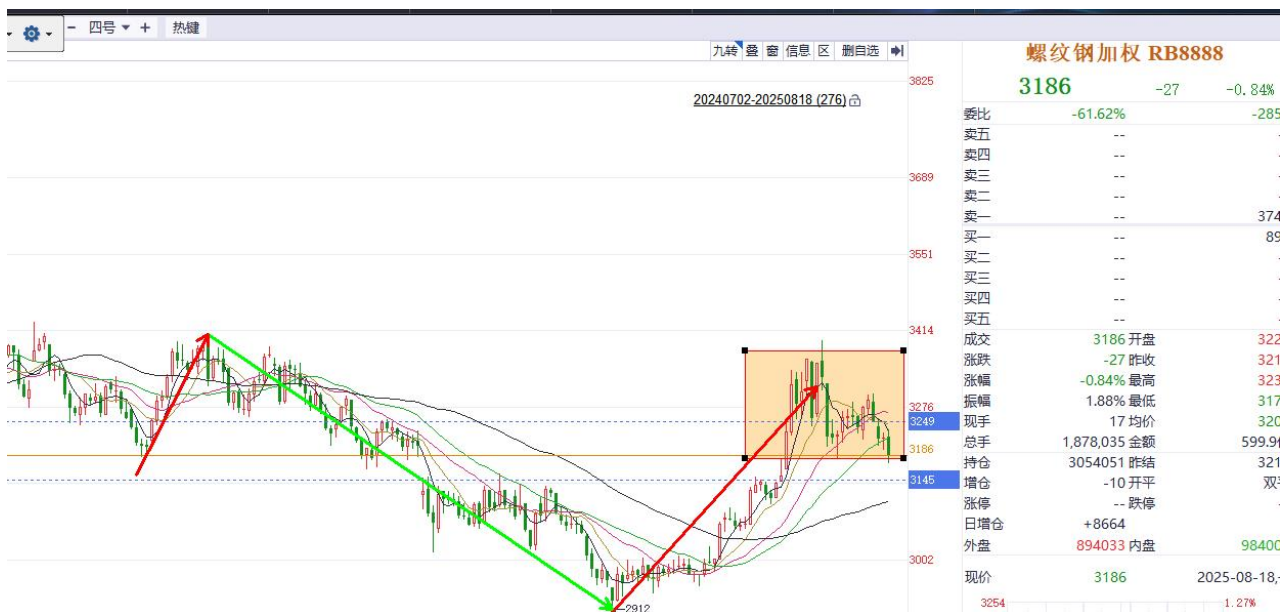 四号 + 热键
九转 叠 窗 信息 区 删自选
20240702-20250818 (276)
3825
3689
3551
3414
3276
3249
3186
3145
3002
2912
螺纹钢加权 RB8888
3186 -27 -0.84%
委比 -61.62% -285
卖五 --
卖四 --
卖三 --
卖二 --
卖一 -- 374
买一 -- 89
买二 --
买三 --
买四 --
买五 --
成交 3186 开盘 322
涨跌 -27 昨收 321
涨幅 -0.84% 最高 323
振幅 1.88% 最低 317
现手 17 均价 320
总手 1,878,035 金额 599.9
持仓 3054051 昨结 321
增仓 -10 开平 双
涨停 -- 跌停
日增仓 +8664
外盘 894033 内盘 98400
现价 3186 2025-08-18,
3254 1.27%